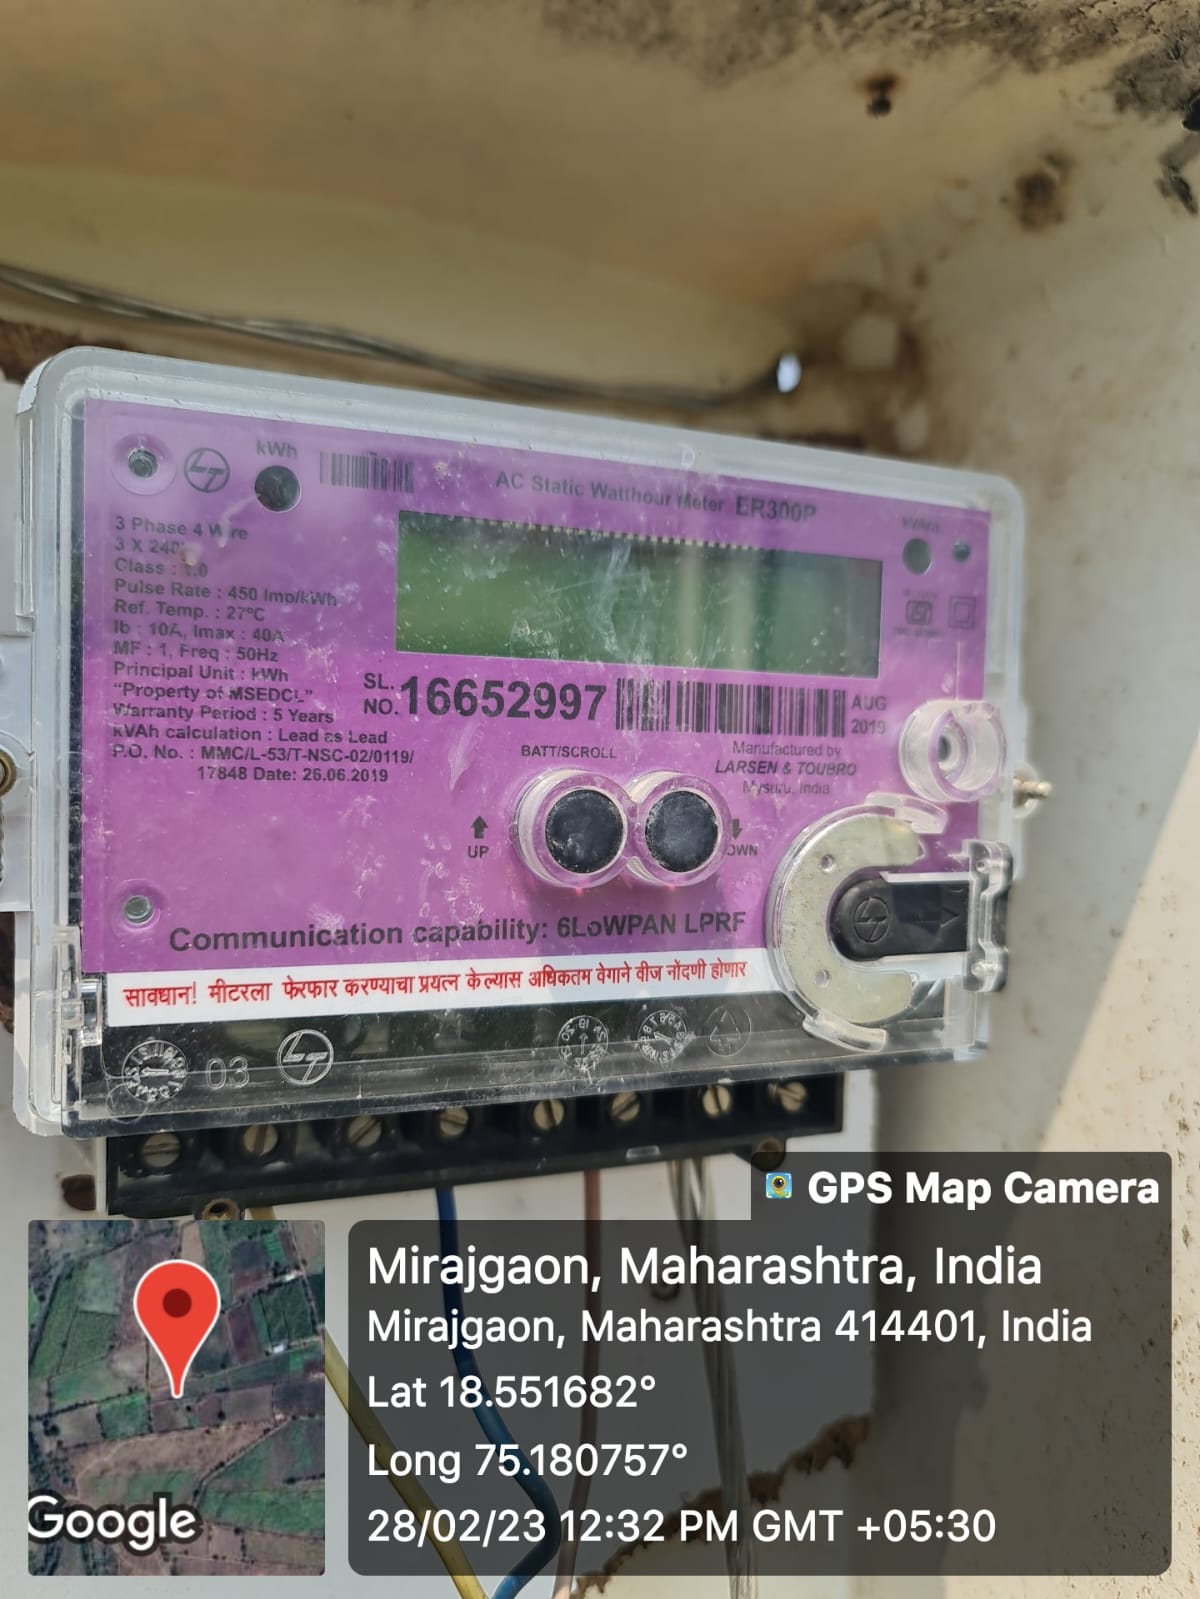 kWh
AC Static Watthour Meter ER300P
3 Phase 4 Wire
3 X 240
Class : 1.0
Pulse Rate : 450 Imp/kWh
Ref. Temp. : 27°C
Ib : 10A, Imax : 40A
MF : 1, Freq : 50Hz
Principal Unit : kWh
"Property of MSEDCL"
Warranty Period : 5 Years
kVAh calculation : Lead as Lead
P.O. No. : MMC/L-53/T-NSC-02/0119/
17848 Date: 26.06.2019
SL. NO. 16652997
AUG
2019
BATT/SCROLL
Manufactured by
LARSEN & TOUBRO
Mysuru, India
UP
DOWN
Communication capability: 6LoWPAN LPRF
सावधान! मीटरला फेरफार करण्याचा प्रयत्न केल्यास अधिकतम वेगाने वीज नोंदणी होणार
03
GPS Map Camera
Mirajgaon, Maharashtra, India
Mirajgaon, Maharashtra 414401, India
Lat 18.551682°
Long 75.180757°
28/02/23 12:32 PM GMT +05:30
Google